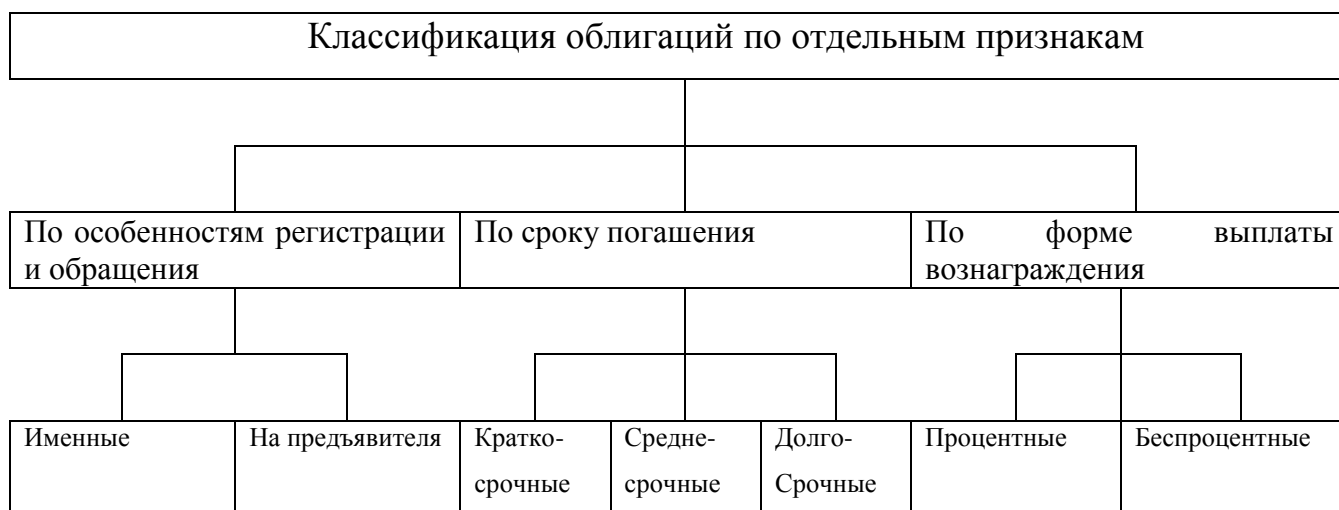 Классификация облигаций по отдельным признакам
По особенностям регистрации
и обращения
По сроку погашения
По форме выплаты
вознаграждения
Именные
На предъявителя
Кратко-
срочные
Средне-
срочные
Долго-
Срочные
Процентные
Беспроцентные